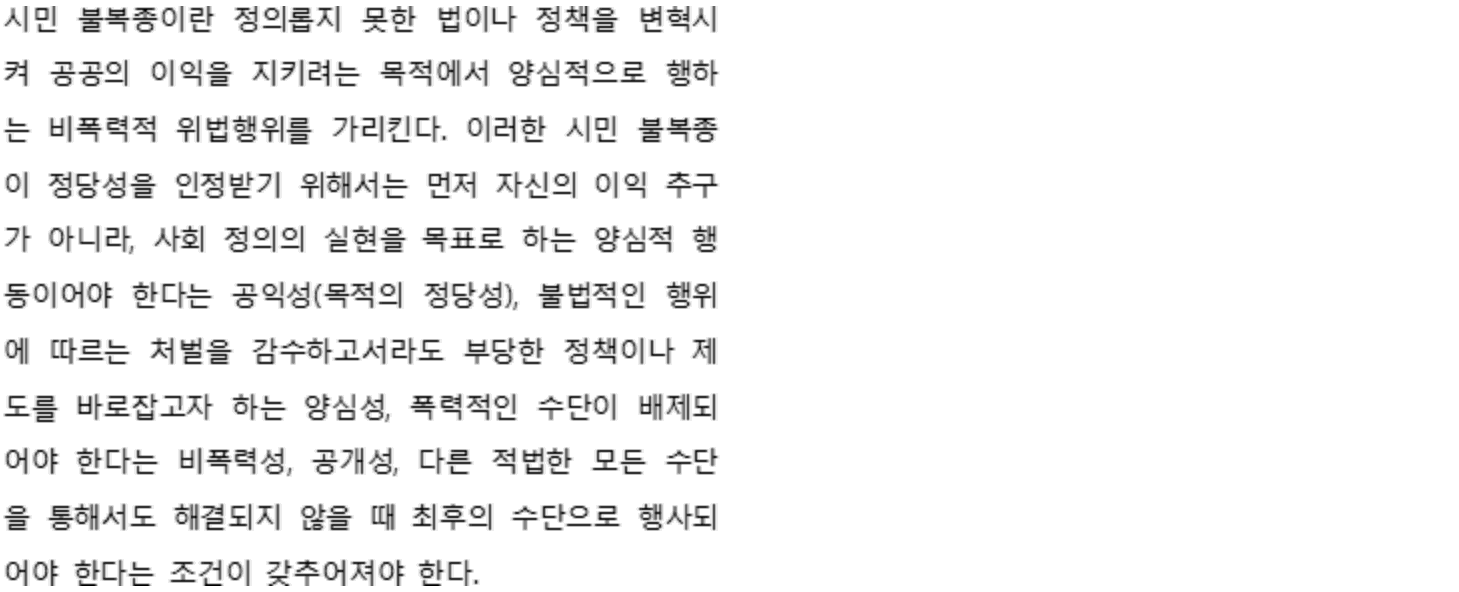 시민 불복종이란 정의롭지 못한 법이나 정책을 변혁시
켜 공공의 이익을 지키려는 목적에서 양심적으로 행하
는 비폭력적 위법행위를 가리킨다. 이러한 시민 불복종
이 정당성을 인정받기 위해서는 먼저 자신의 이익 추구
가 아니라, 사회 정의의 실현을 목표로 하는 양심적 행
동이어야 한다는 공익성(목적의 정당성), 불법적인 행위
에 따르는 처벌을 감수하고서라도 부당한 정책이나 제
도를 바로잡고자 하는 양심성, 폭력적인 수단이 배제되
어야 한다는 비폭력성, 공개성, 다른 적법한 모든 수단
을 통해서도 해결되지 않을 때 최후의 수단으로 행사되
어야 한다는 조건이 갖추어져야 한다.